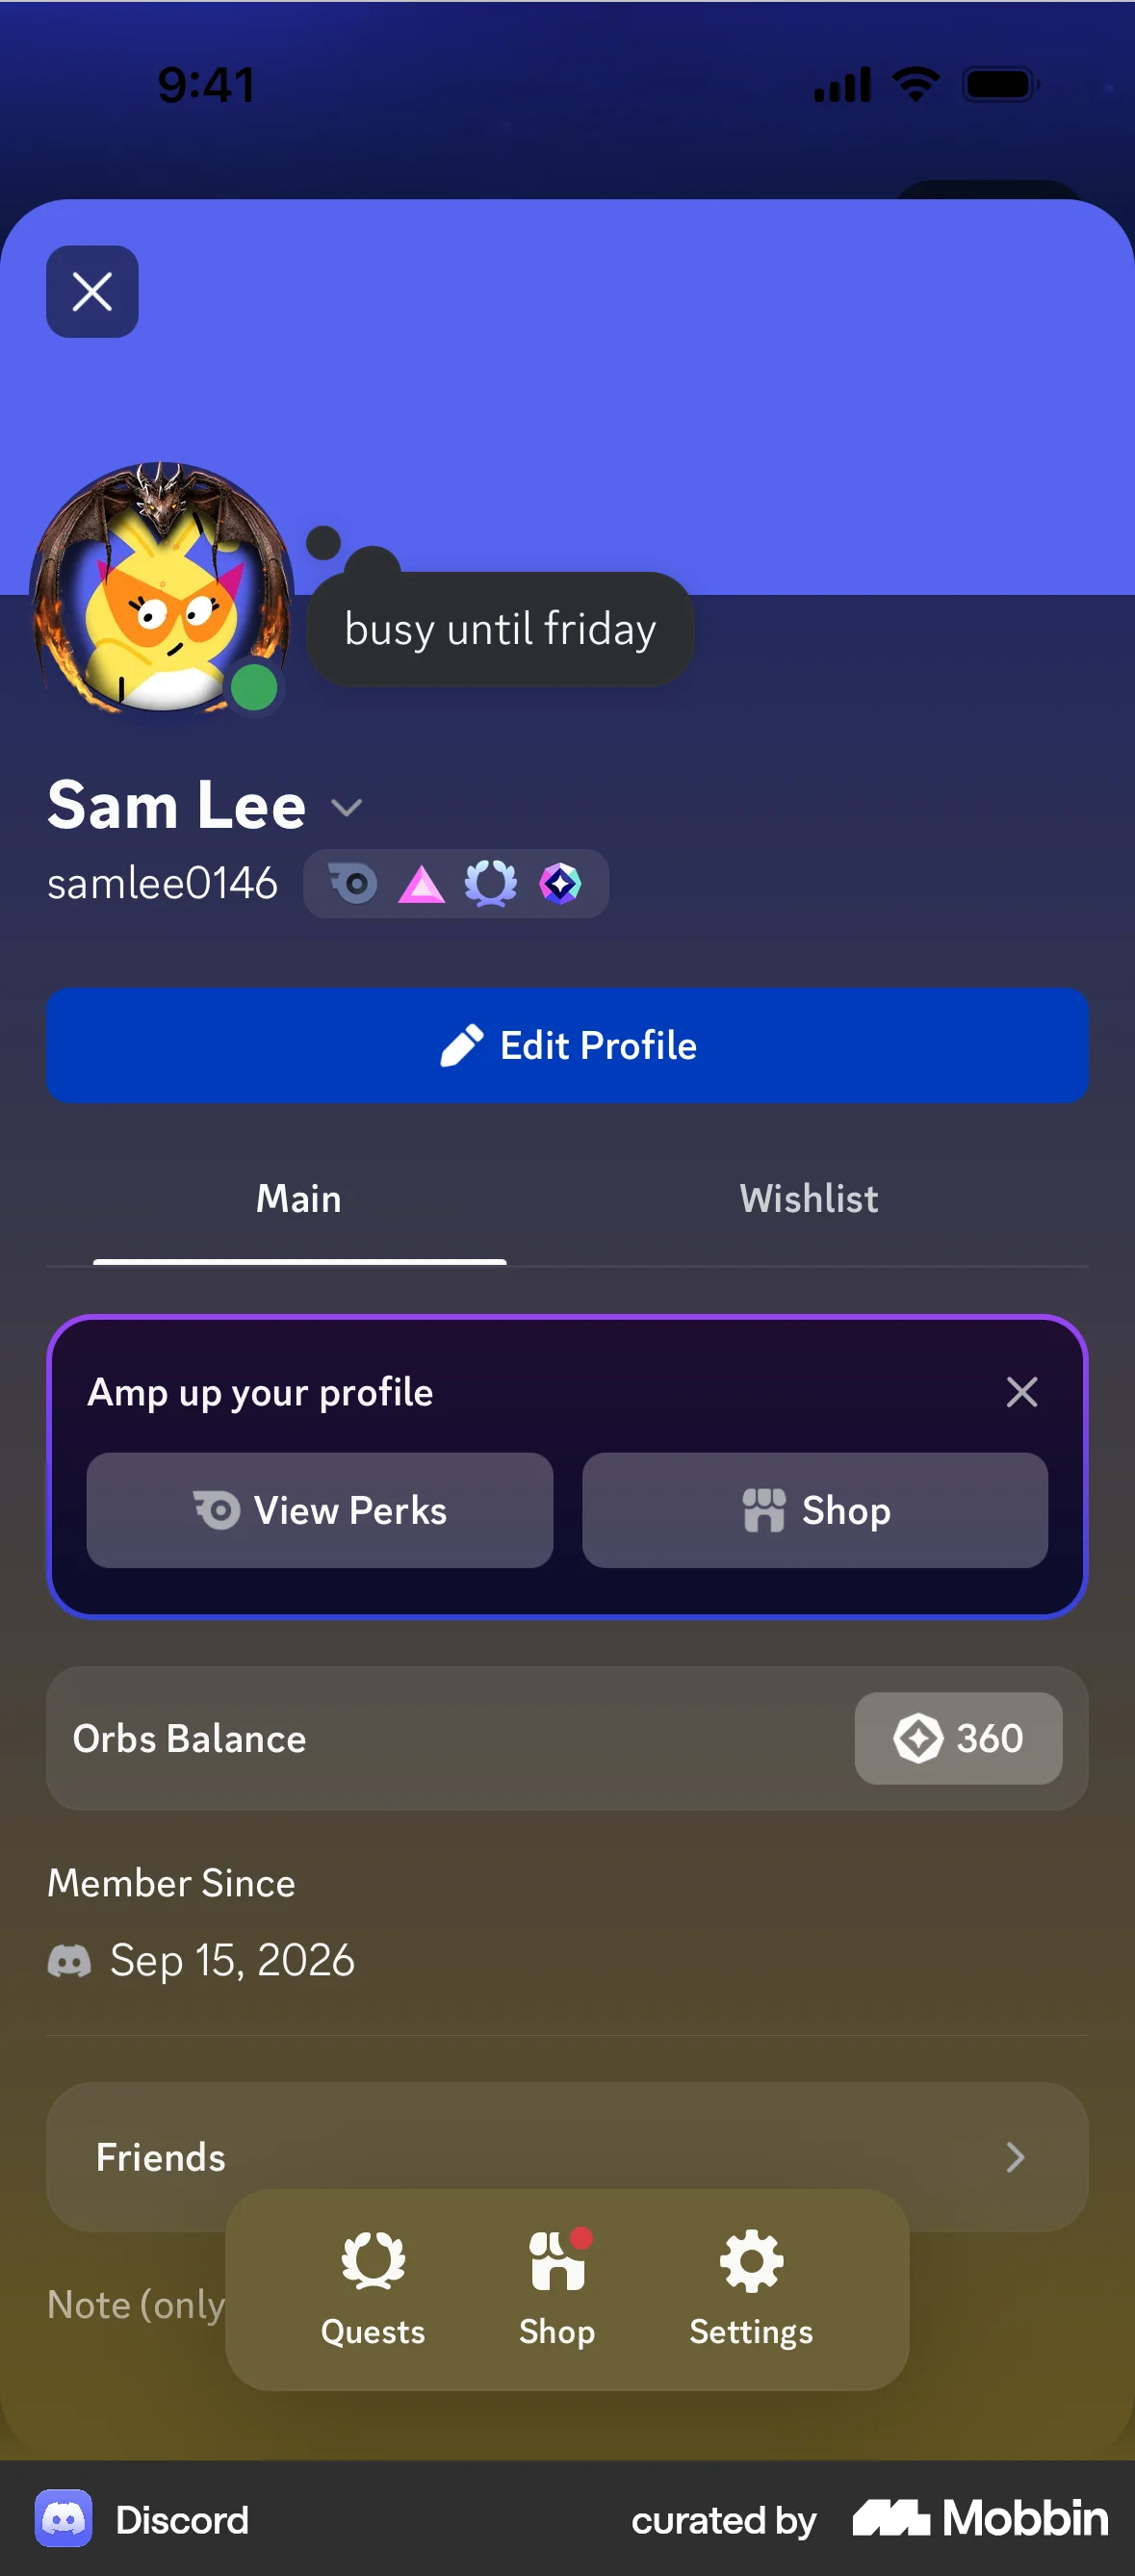 9:41
busy until friday
Sam Lee
samlee0146
Edit Profile
Main
Wishlist
Amp up your profile
View Perks
Shop
Orbs Balance
360
Member Since
Sep 15, 2026
Friends
Note (only
Quests
Shop
Settings
Discord
curated by
Mobbin